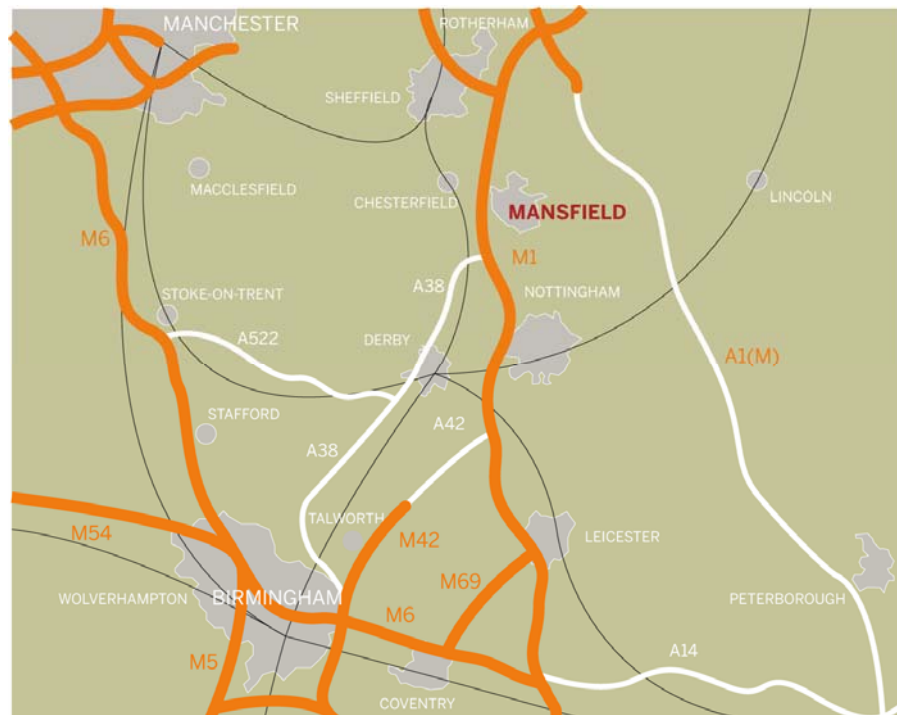 MANCHESTER
ROTHERHAM
SHEFFIELD
MACCLESFIELD
CHESTERFIELD
LINCOLN
MANSFIELD
M6
M1
A38
STOKE-ON-TRENT
NOTTINGHAM
A522
DERBY
A1(M)
STAFFORD
A42
A38
TALWORTH
M54
M42
LEICESTER
M69
WOLVERHAMPTON
BIRMINGHAM
PETERBOROUGH
M6
A14
M5
COVENTRY